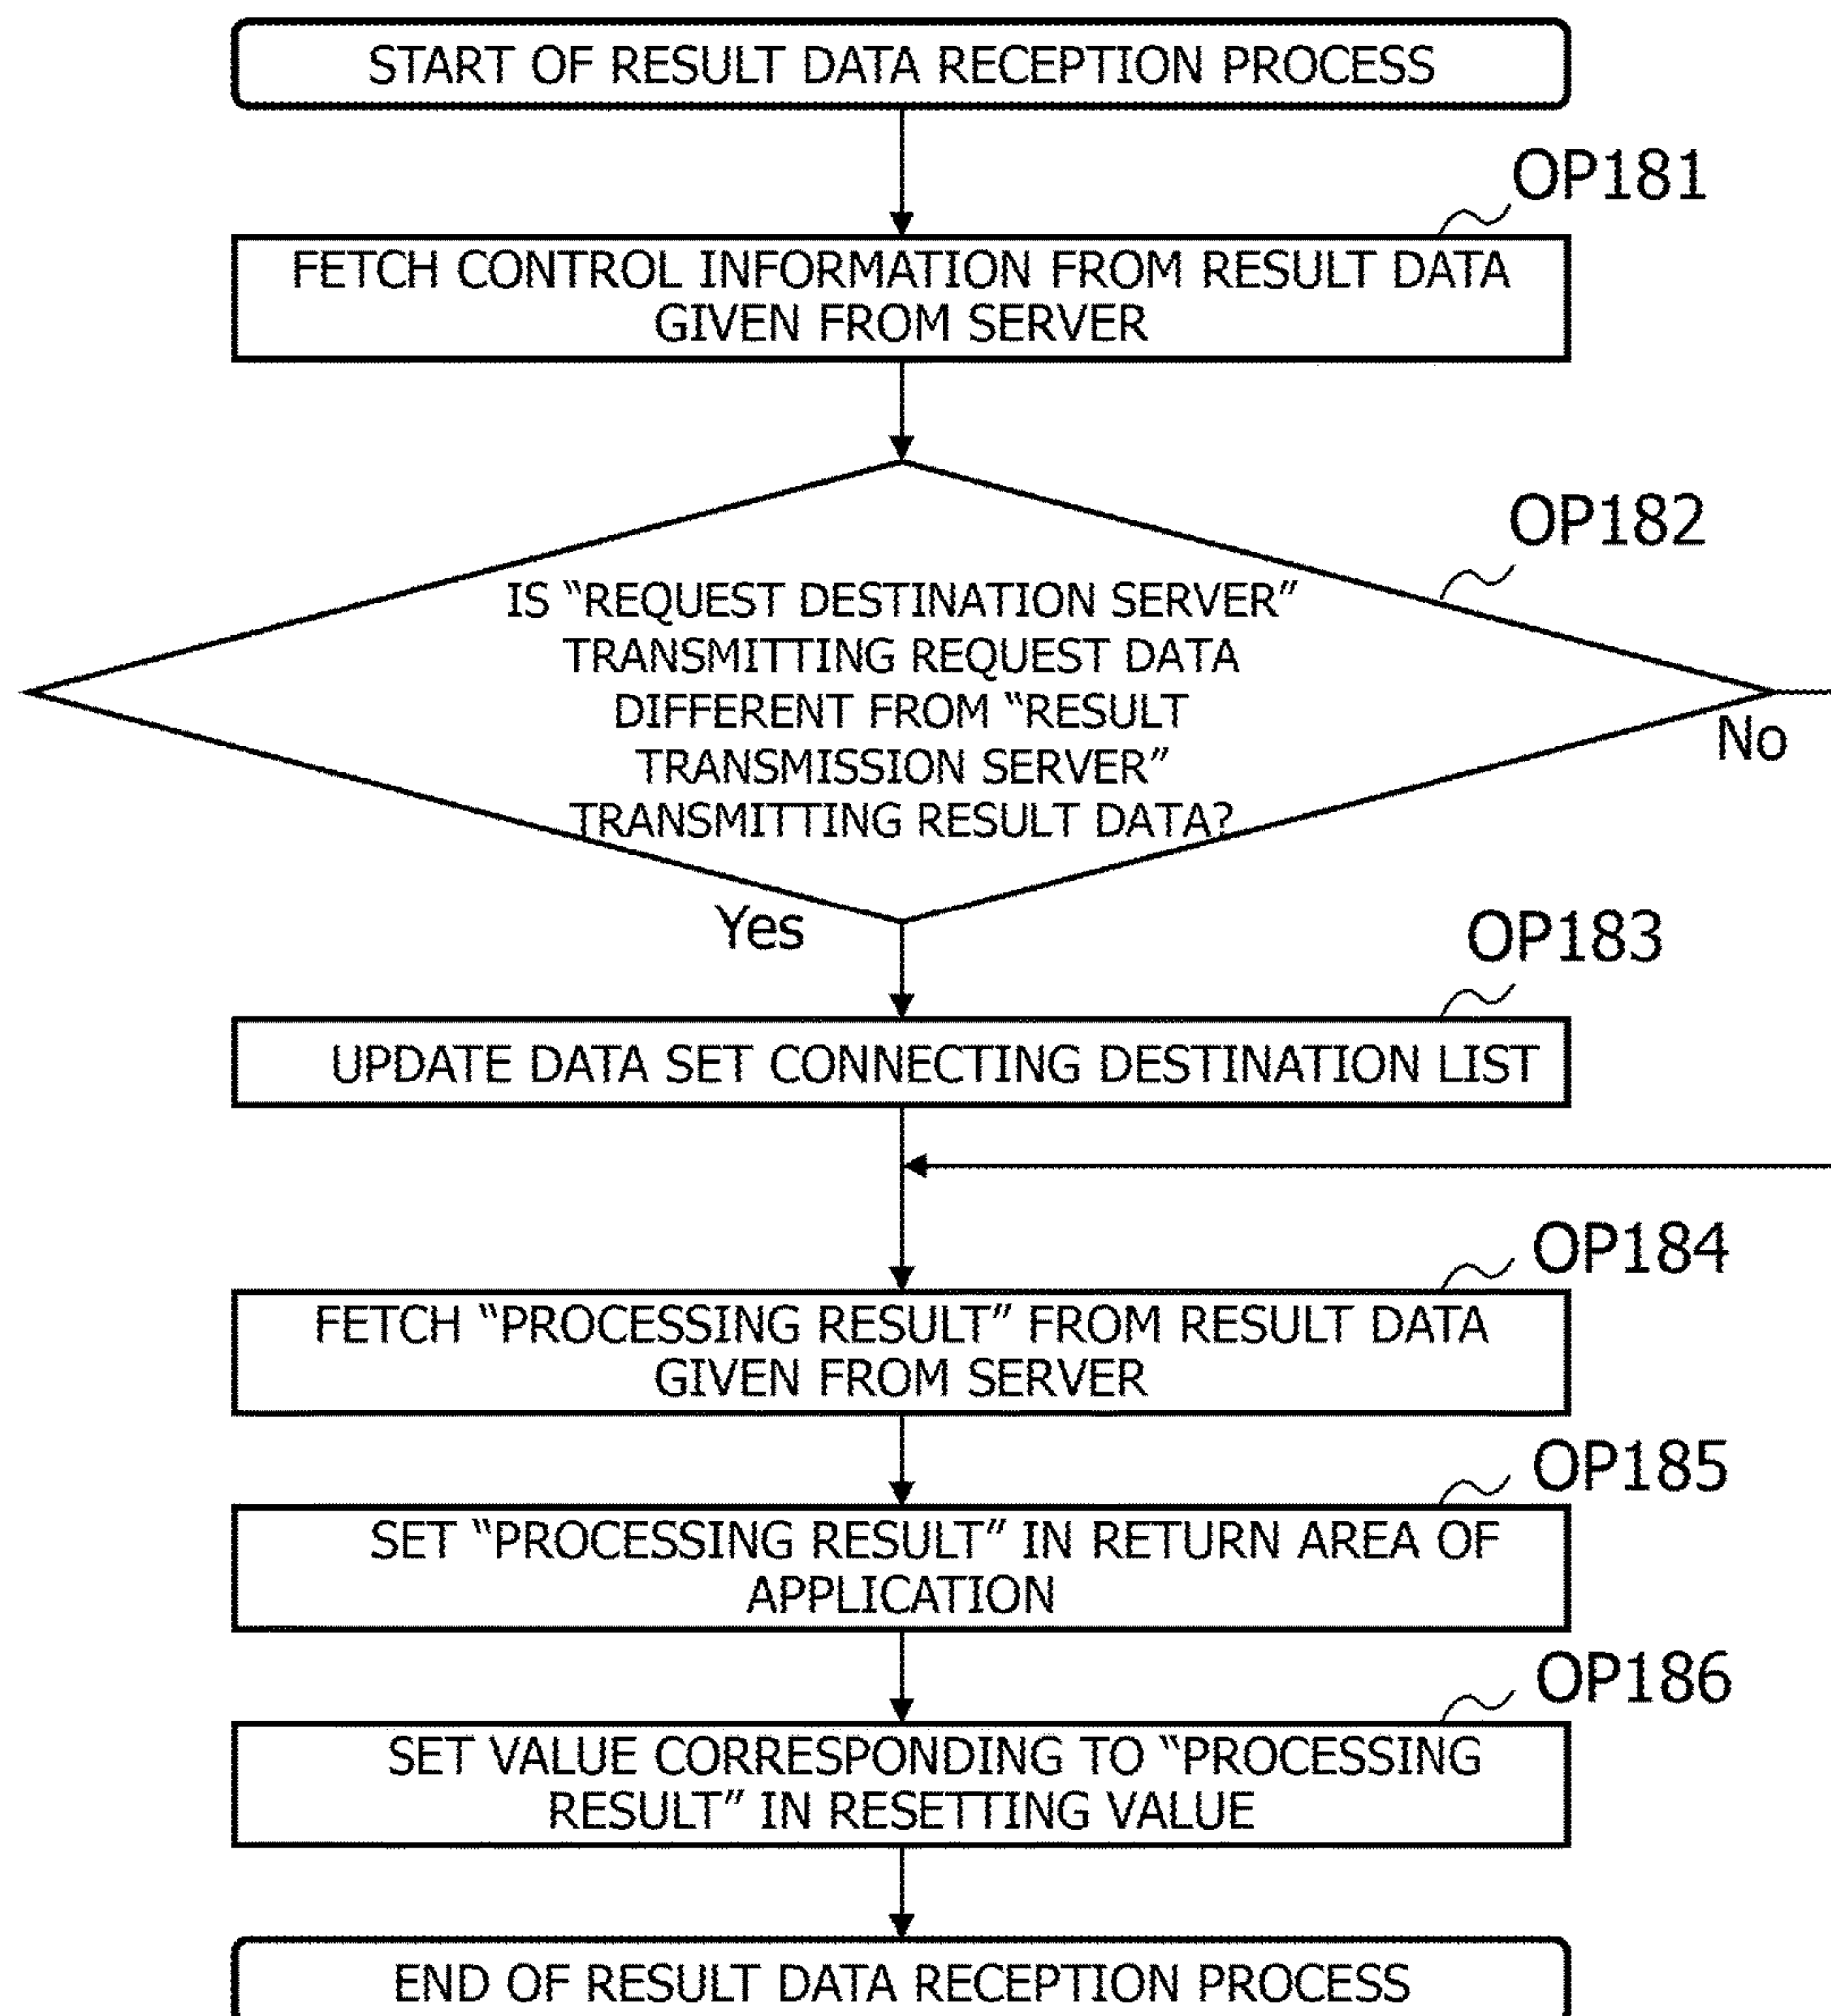 START OF RESULT DATA RECEPTION PROCESS
OP181
FETCH CONTROL INFORMATION FROM RESULT DATA
GIVEN FROM SERVER
OP182
IS “REQUEST DESTINATION SERVER”
TRANSMITTING REQUEST DATA
DIFFERENT FROM “RESULT
TRANSMISSION SERVER”
TRANSMITTING RESULT DATA?
No
Yes
OP183
UPDATE DATA SET CONNECTING DESTINATION LIST
OP184
FETCH “PROCESSING RESULT” FROM RESULT DATA
GIVEN FROM SERVER
OP185
SET “PROCESSING RESULT” IN RETURN AREA OF
APPLICATION
OP186
SET VALUE CORRESPONDING TO “PROCESSING
RESULT” IN RESETTING VALUE
END OF RESULT DATA RECEPTION PROCESS